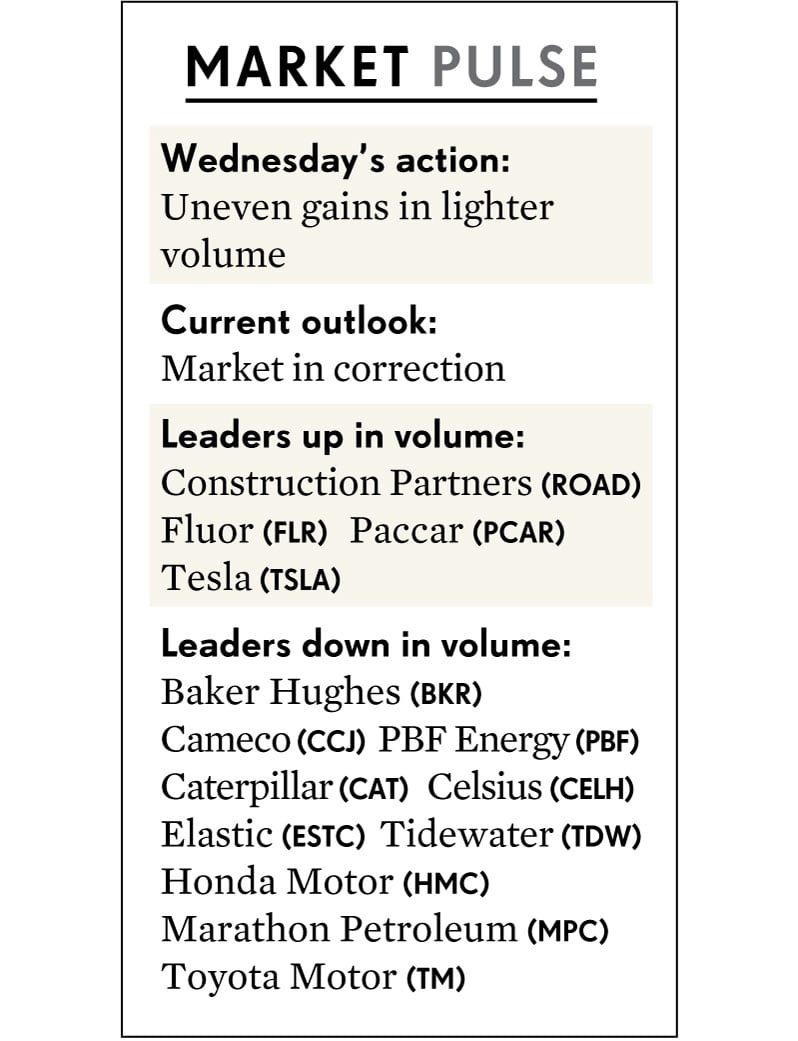 MARKET PULSE
Wednesday’s action:
Uneven gains in lighter
volume
Current outlook:
Market in correction
Leaders up in volume:
Construction Partners (ROAD)
Fluor (FLR) Paccar (PCAR)
Tesla (TSLA)
Leaders down in volume:
Baker Hughes (BKR)
Cameco (CCJ) PBF Energy (PBF)
Caterpillar (CAT) Celsius (CELH)
Elastic (ESTC) Tidewater (TDW)
Honda Motor (HMC)
Marathon Petroleum (MPC)
Toyota Motor (TM)